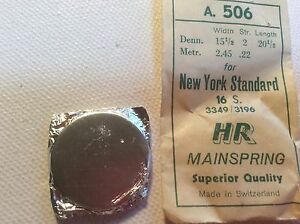 A. 506
Width Str. Length
Denn. 15½ 2 20½
Metr. 2.45 .22
for
New York Standard
16 S.
3349/3196
HR
MAINSPRING
Superior Quality
Made in Switzerland